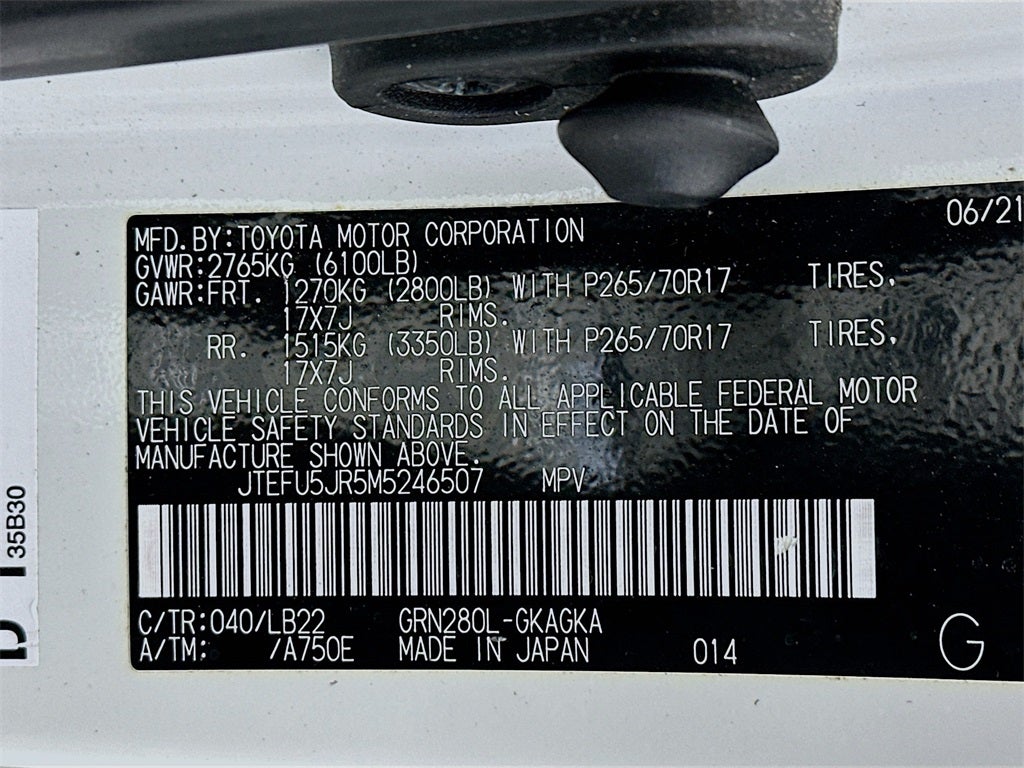 06/21
MFD. BY: TOYOTA MOTOR CORPORATION
GVWR: 2765KG (6100LB)
GAWR: FRT. 1270KG (2800LB) WITH P265/70R17 TIRES,
17X7J RIMS.
RR. 1515KG (3350LB) WITH P265/70R17 TIRES,
17X7J RIMS.
THIS VEHICLE CONFORMS TO ALL APPLICABLE FEDERAL MOTOR
VEHICLE SAFETY STANDARDS IN EFFECT ON THE DATE OF
MANUFACTURE SHOWN ABOVE.
JTEFU5JR5M5246507 MPV
C/TR: 040/LB22 GRN280L-GKAGKA
A/TM: /A750E MADE IN JAPAN 014
G
35B30